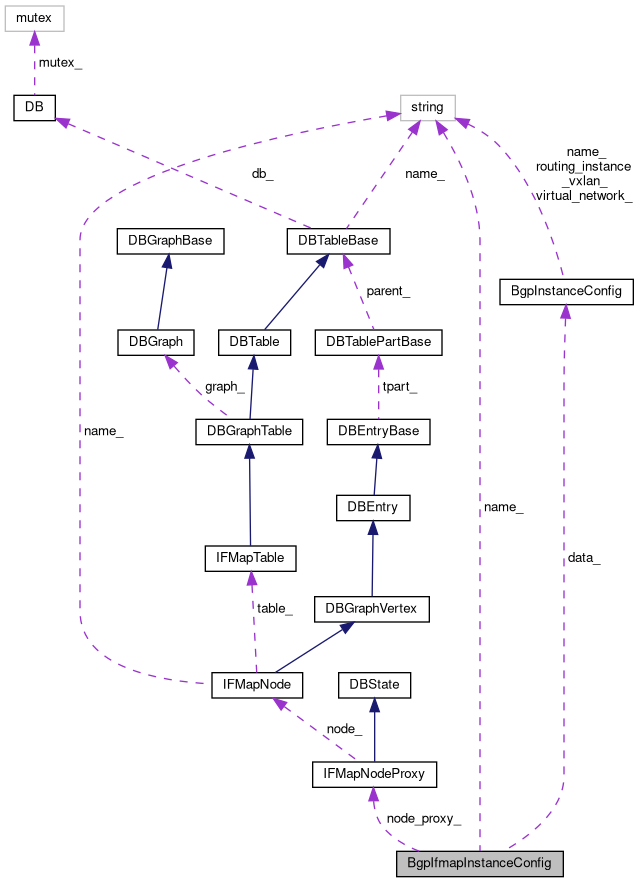 mutex
mutex_
DB
string
db_
name_
name_
routing_instance
_vxlan_
virtual_network_
DBGraphBase
DBTableBase
BgpInstanceConfig
parent_
DBGraph
DBTable
DBTablePartBase
graph_
tpart_
DBGraphTable
DBEntryBase
name_
name_
DBEntry
IFMapTable
data_
table_
DBGraphVertex
IFMapNode
DBState
node_
IFMapNodeProxy
node_proxy_
BgpIfmapInstanceConfig